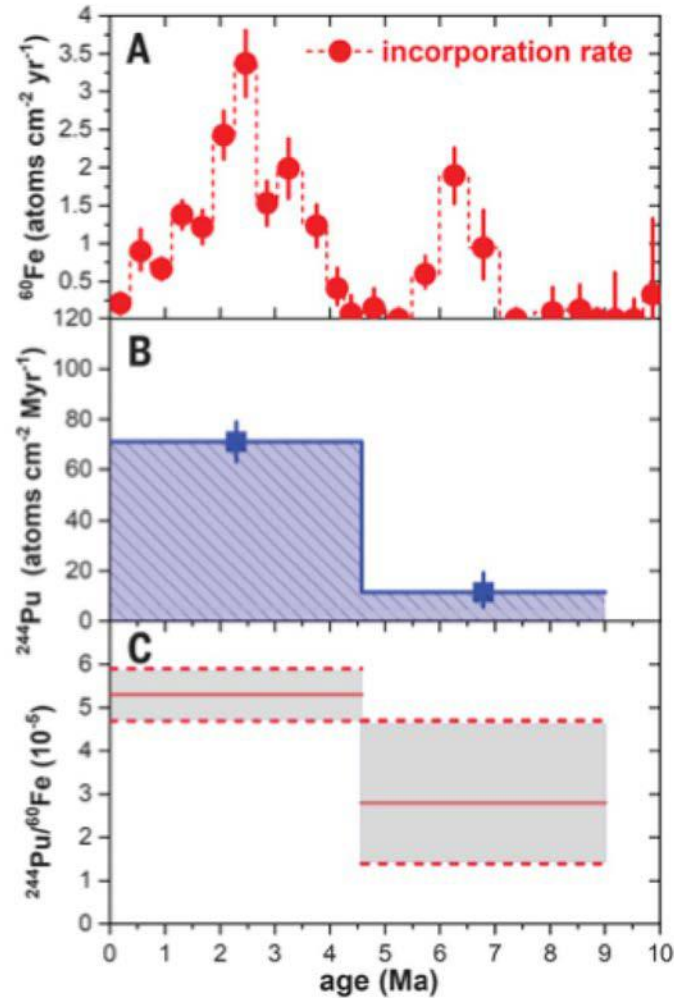 A
incorporation rate
⁶⁰Fe (atoms cm⁻² yr⁻¹)
4
3.5
3
2.5
2
1.5
1
0.5
B
²⁴⁴Pu (atoms cm⁻² Myr⁻¹)
120
100
80
60
40
20
0
C
²⁴⁴Pu/⁶⁰Fe (10⁻⁵)
6
5
4
3
2
1
0
0 1 2 3 4 5 6 7 8 9 10
age (Ma)